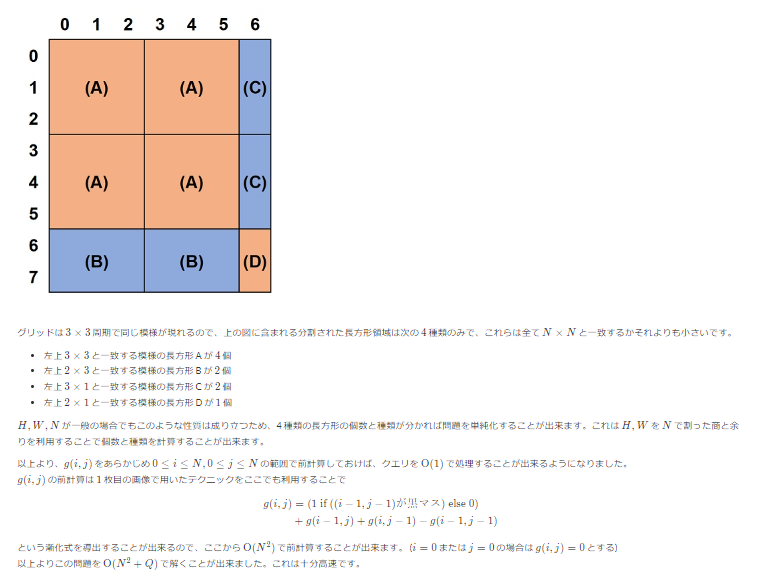 0 1 2 3 4 5 6
0
1 (A) (A) (C)
2
3
4 (A) (A) (C)
5
6 (B) (B) (D)
7
グリッドは 3 × 3 周期で同じ模様が現れるので、上の図に含まれる分割された長方形領域は次の 4 種類のみで、これらは全て N × N と一致するかそれよりも小さいです。
• 左上 3 × 3 と一致する模様の長方形 A が 4 個
• 左上 2 × 3 と一致する模様の長方形 B が 2 個
• 左上 3 × 1 と一致する模様の長方形 C が 2 個
• 左上 2 × 1 と一致する模様の長方形 D が 1 個
H, W, N が一般の場合でもこのような性質は成り立つため、4 種類の長方形の個数と種類が分かれば問題を単純化することが出来ます。これは H, W を N で割った商と余
りを利用することで個数と種類を計算することが出来ます。
以上より、g(i, j) をあらかじめ 0 ≤ i ≤ N, 0 ≤ j ≤ N の範囲で前計算しておけば、クエリを O(1) で処理することが出来るようになりました。
g(i, j) の前計算は 1 枚目の画像で用いたテクニックをここでも利用することで
g(i, j) = (1 if ((i − 1, j − 1)が黒マス) else 0)
+ g(i − 1, j) + g(i, j − 1) − g(i − 1, j − 1)
という漸化式を導出することが出来るので、ここから O(N²) で前計算することが出来ます。(i = 0 または j = 0 の場合は g(i, j) = 0 とする)
以上よりこの問題を O(N² + Q) で解くことが出来ました。これは十分高速です。